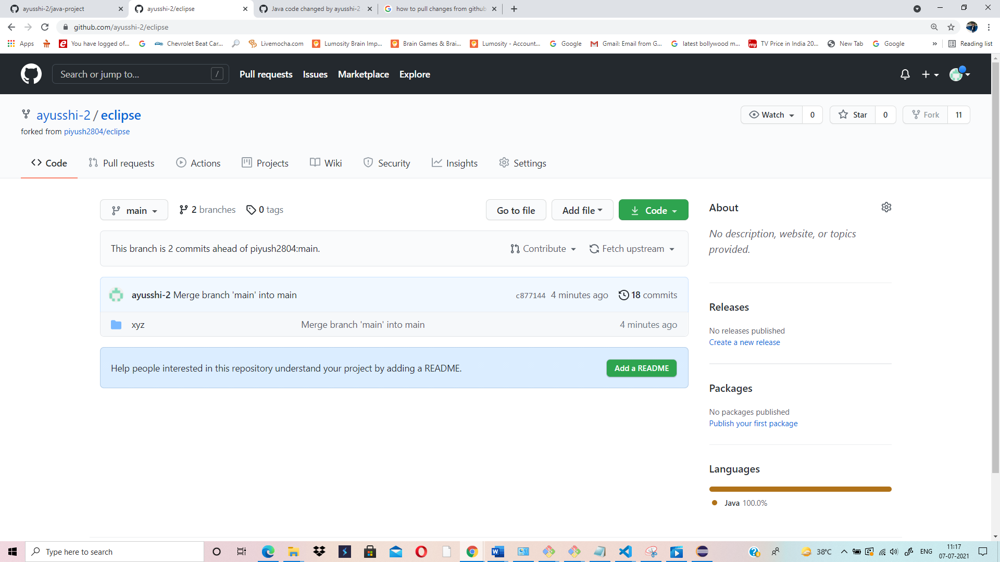 ayusshi-2/java-project
ayusshi-2/eclipse
Java code changed by ayusshi-2
how to pull changes from github
github.com/ayusshi-2/eclipse
Apps
You have logged of...
Chevrolet Beat Car...
Livemocha.com
Lumosity Brain Imp...
Brain Games & Brai...
Lumosity - Account...
Google
Gmail: Email from G...
latest bollywood m...
my
TV Price in India 20...
New Tab
Google
»
Reading list
Search or jump to...
/
Pull requests
Issues
Marketplace
Explore
ayusshi-2 / eclipse
Watch
0
Star
0
Fork
11
forked from piyush2804/eclipse
Code
Pull requests
Actions
Projects
Wiki
Security
Insights
Settings
main
2 branches
0 tags
Go to file
Add file
Code
About
No description, website, or topics
provided.
This branch is 2 commits ahead of piyush2804:main.
Contribute
Fetch upstream
ayusshi-2 Merge branch 'main' into main
c877144
4 minutes ago
18 commits
xyz
Merge branch 'main' into main
4 minutes ago
Help people interested in this repository understand your project by adding a README.
Add a README
Releases
No releases published
Create a new release
Packages
No packages published
Publish your first package
Languages
Java 100.0%
Type here to search
38°C
ENG
11:17
07-07-2021